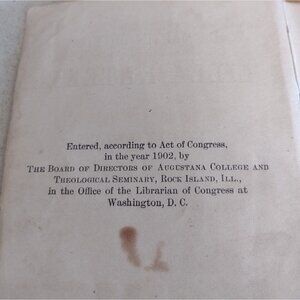 Entered, according to Act of Congress,
in the year 1902, by
THE BOARD OF DIRECTORS OF AUGUSTANA COLLEGE AND
THEOLOGICAL SEMINARY, ROCK ISLAND, ILL.,
in the Office of the Librarian of Congress at
Washington, D. C.